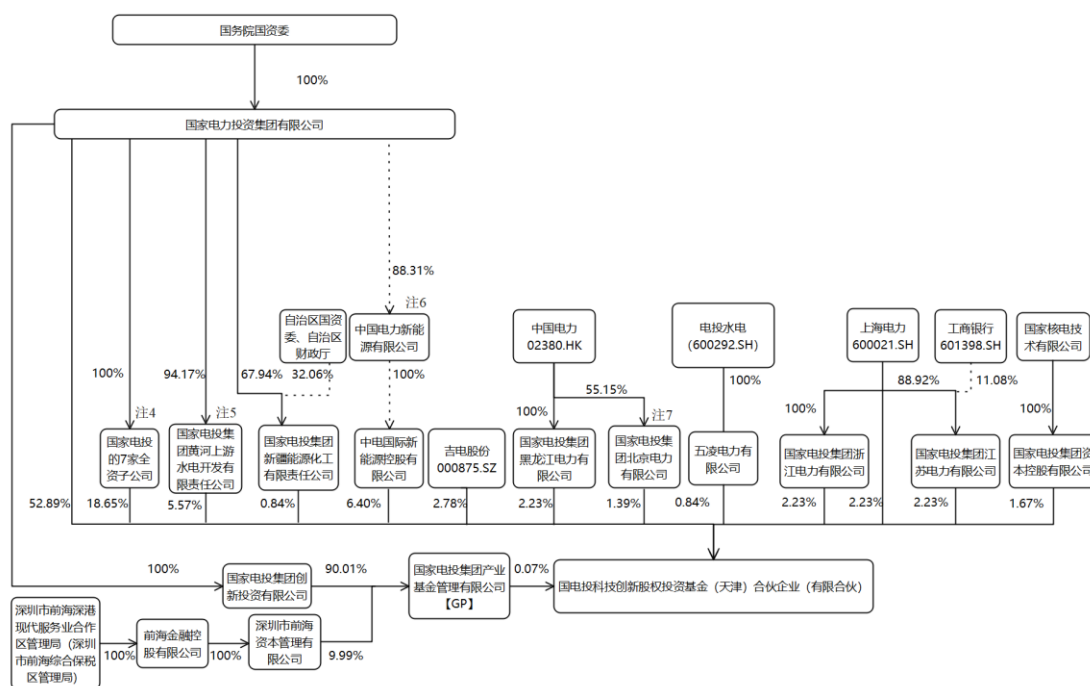 国务院国资委
100%
国家电力投资集团有限公司
88.31%
注6
自治区国资
委、自治区
财政厅
中国电力新能
源有限公司
中国电力
02380.HK
电投水电
(600292.SH)
上海电力
600021.SH
工商银行
601398.SH
国家核电技
术有限公司
100%
94.17%
67.94%
32.06%
100%
55.15%
100%
88.92%
11.08%
注4
注5
100%
注7
100%
100%
国家电投
的7家全
资子公司
国家电投集
团黄河上游
水电开发有
限责任公司
国家电投集团
新疆能源化工
有限责任公司
中电国际新
能源控股有
限公司
吉电股份
000875.SZ
国家电投集团
黑龙江电力有
限公司
国家电投集
团北京电力
有限公司
五凌电力有
限公司
国家电投集团浙
江电力有限公司
国家电投集团江
苏电力有限公司
国家电投集团资
本控股有限公司
52.89%
18.65%
5.57%
0.84%
6.40%
2.78%
2.23%
1.39%
0.84%
2.23%
2.23%
2.23%
1.67%
100%
国家电投集团创
新投资有限公司
90.01%
国家电投集团产业
基金管理有限公司
【GP】
0.07%
国电投科技创新股权投资基金（天津）合伙企业（有限合伙）
深圳市前海深港
现代服务业合作
区管理局（深圳
市前海综合保税
区管理局）
100%
前海金融控
股有限公司
100%
深圳市前海
资本管理有
限公司
9.99%